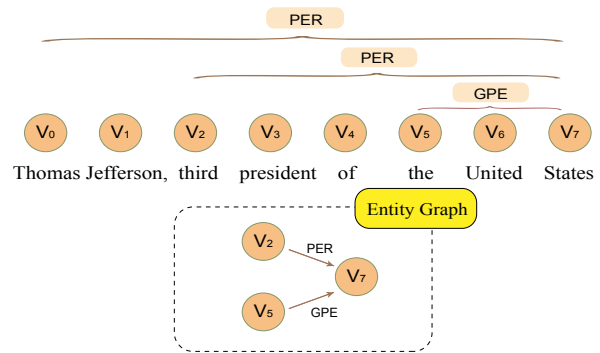 PER
PER
GPE
V0 V1 V2 V3 V4 V5 V6 V7
Thomas Jefferson, third president of the United States
Entity Graph
V2
PER
V7
V5
GPE